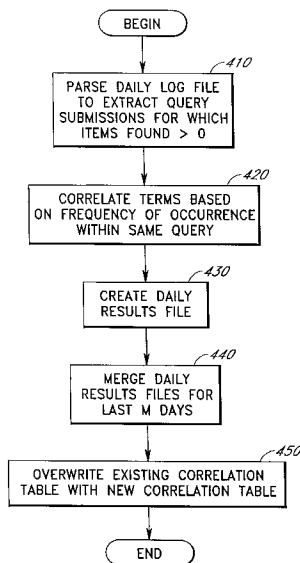 BEGIN
410
PARSE DAILY LOG FILE
TO EXTRACT QUERY
SUBMISSIONS FOR WHICH
ITEMS FOUND > 0
420
CORRELATE TERMS BASED
ON FREQUENCY OF OCCURRENCE
WITHIN SAME QUERY
430
CREATE DAILY
RESULTS FILE
440
MERGE DAILY
RESULTS FILES FOR
LAST M DAYS
450
OVERWRITE EXISTING CORRELATION
TABLE WITH NEW CORRELATION TABLE
END